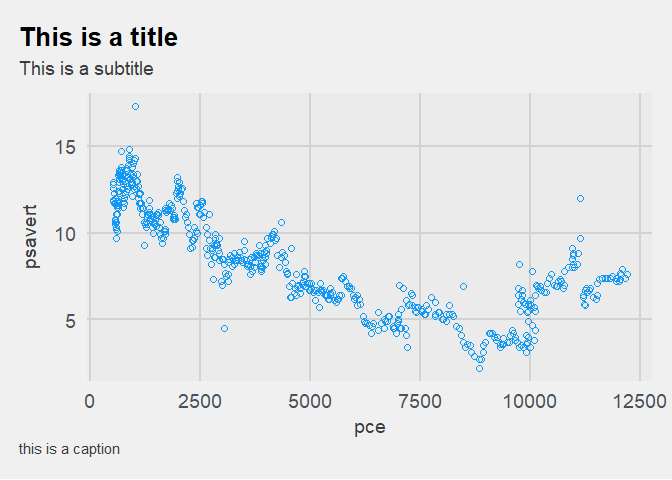 This is a title
This is a subtitle
psavert
15
10
5
0 2500 5000 7500 10000 12500
pce
this is a caption